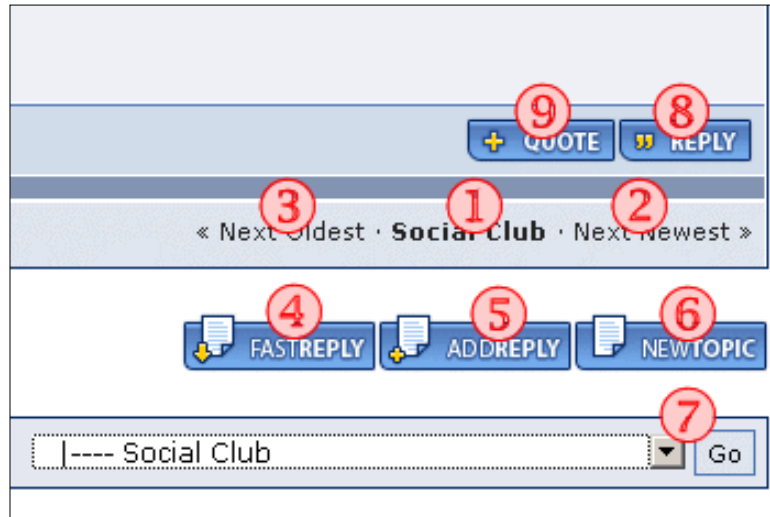 9 8
+ QUOTE " REPLY
3 1 2
« Next Oldest · Social Club · Next Newest »
4 5 6
FASTREPLY ADDREPLY NEWTOPIC
7
|---- Social Club Go